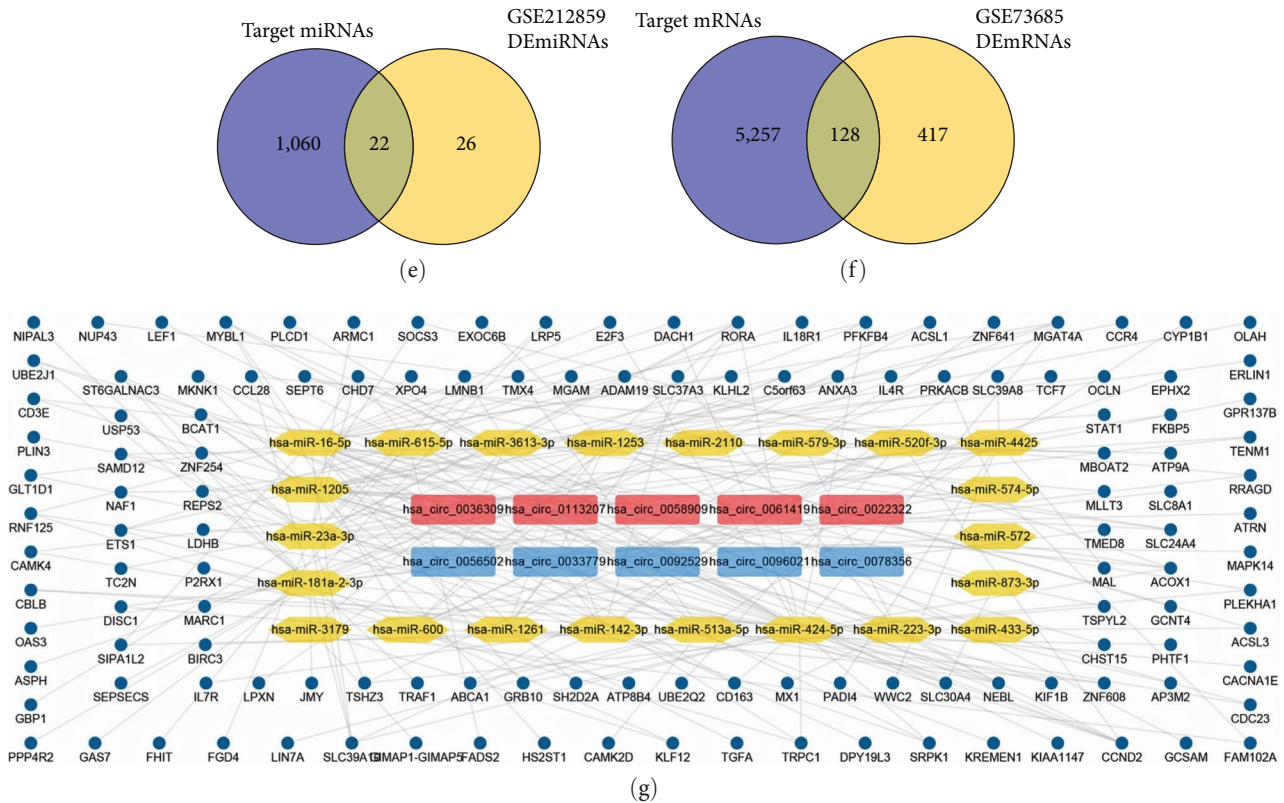 Target miRNAs
GSE212859
DEmiRNAs
1,060
22
26
(e)
Target mRNAs
GSE73685
DEmRNAs
5,257
128
417
(f)
NIPAL3 NUP43 LEF1 MYBL1 PLCD1 ARMC1 SOCS3 EXOC6B LRP5 E2F3 DACH1 RORA IL18R1 PFKFB4 ACSL1 ZNF641 MGAT4A CCR4 CYP1B1 OLAH
UBE2J1 ERLIN1
ST6GALNAC3 MKNK1 CCL28 SEPT6 CHD7 XPO4 LMNB1 TMX4 MGAM ADAM19 SLC37A3 KLHL2 C5orf63 ANXA3 IL4R PRKACB SLC39A8 TCF7 OCLN EPHX2
CD3E GPR137B
USP53 BCAT1 STAT1 FKBP5
hsa-miR-16-5p hsa-miR-615-5p hsa-miR-3613-3p hsa-miR-1253 hsa-miR-2110 hsa-miR-579-3p hsa-miR-520f-3p hsa-miR-4425
PLIN3 TENM1
SAMD12 ZNF254 MBOAT2 ATP9A
GLT1D1 hsa-miR-1205 hsa-miR-574-5p RRAGD
NAF1 REPS2 MLLT3 SLC8A1
hsa_circ_0036309 hsa_circ_0113207 hsa_circ_0058909 hsa_circ_0061419 hsa_circ_0022322
RNF125 ATRN
hsa-miR-23a-3p hsa-miR-572
ETS1 LDHB TMED8 SLC24A4
CAMK4 hsa_circ_0056502 hsa_circ_0033779 hsa_circ_0092529 hsa_circ_0096021 hsa_circ_0078356 MAPK14
TC2N P2RX1 MAL ACOX1
hsa-miR-181a-2-3p hsa-miR-873-3p
CBLB PLEKHA1
DISC1 MARC1 TSPYL2 GCNT4
hsa-miR-3179 hsa-miR-600 hsa-miR-1261 hsa-miR-142-3p hsa-miR-513a-5p hsa-miR-424-5p hsa-miR-223-3p hsa-miR-433-5p
OAS3 ACSL3
SIPA1L2 BIRC3 CHST15 PHTF1
ASPH CACNA1E
SEPSECS IL7R LPXN JMY TSHZ3 TRAF1 ABCA1 GRB10 SH2D2A ATP8B4 UBE2Q2 CD163 MX1 PADI4 WWC2 SLC30A4 NEBL KIF1B ZNF608 AP3M2
GBP1 CDC23
PPP4R2 GAS7 FHIT FGD4 LIN7A SLC39A10 GIMAP1-GIMAP5 FADS2 HS2ST1 CAMK2D KLF12 TGFA TRPC1 DPY19L3 SRPK1 KREMEN1 KIAA1147 CCND2 GCSAM FAM102A
(g)